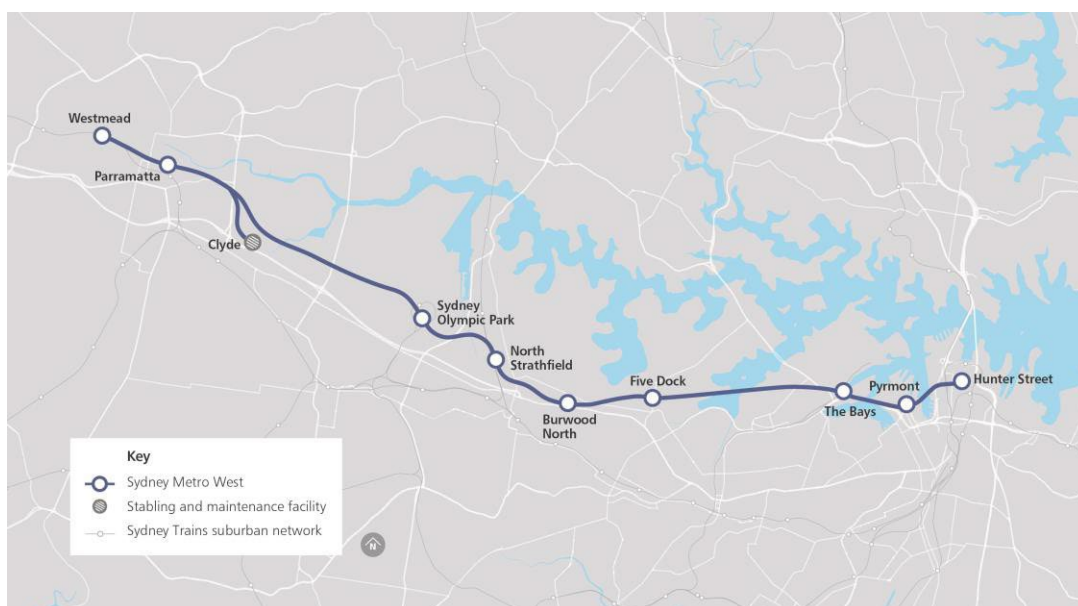 Westmead
Parramatta
Clyde
Sydney
Olympic Park
North
Strathfield
Five Dock
Burwood
North
Pyrmont
Hunter Street
The Bays
Key
Sydney Metro West
Stabling and maintenance facility
Sydney Trains suburban network
N